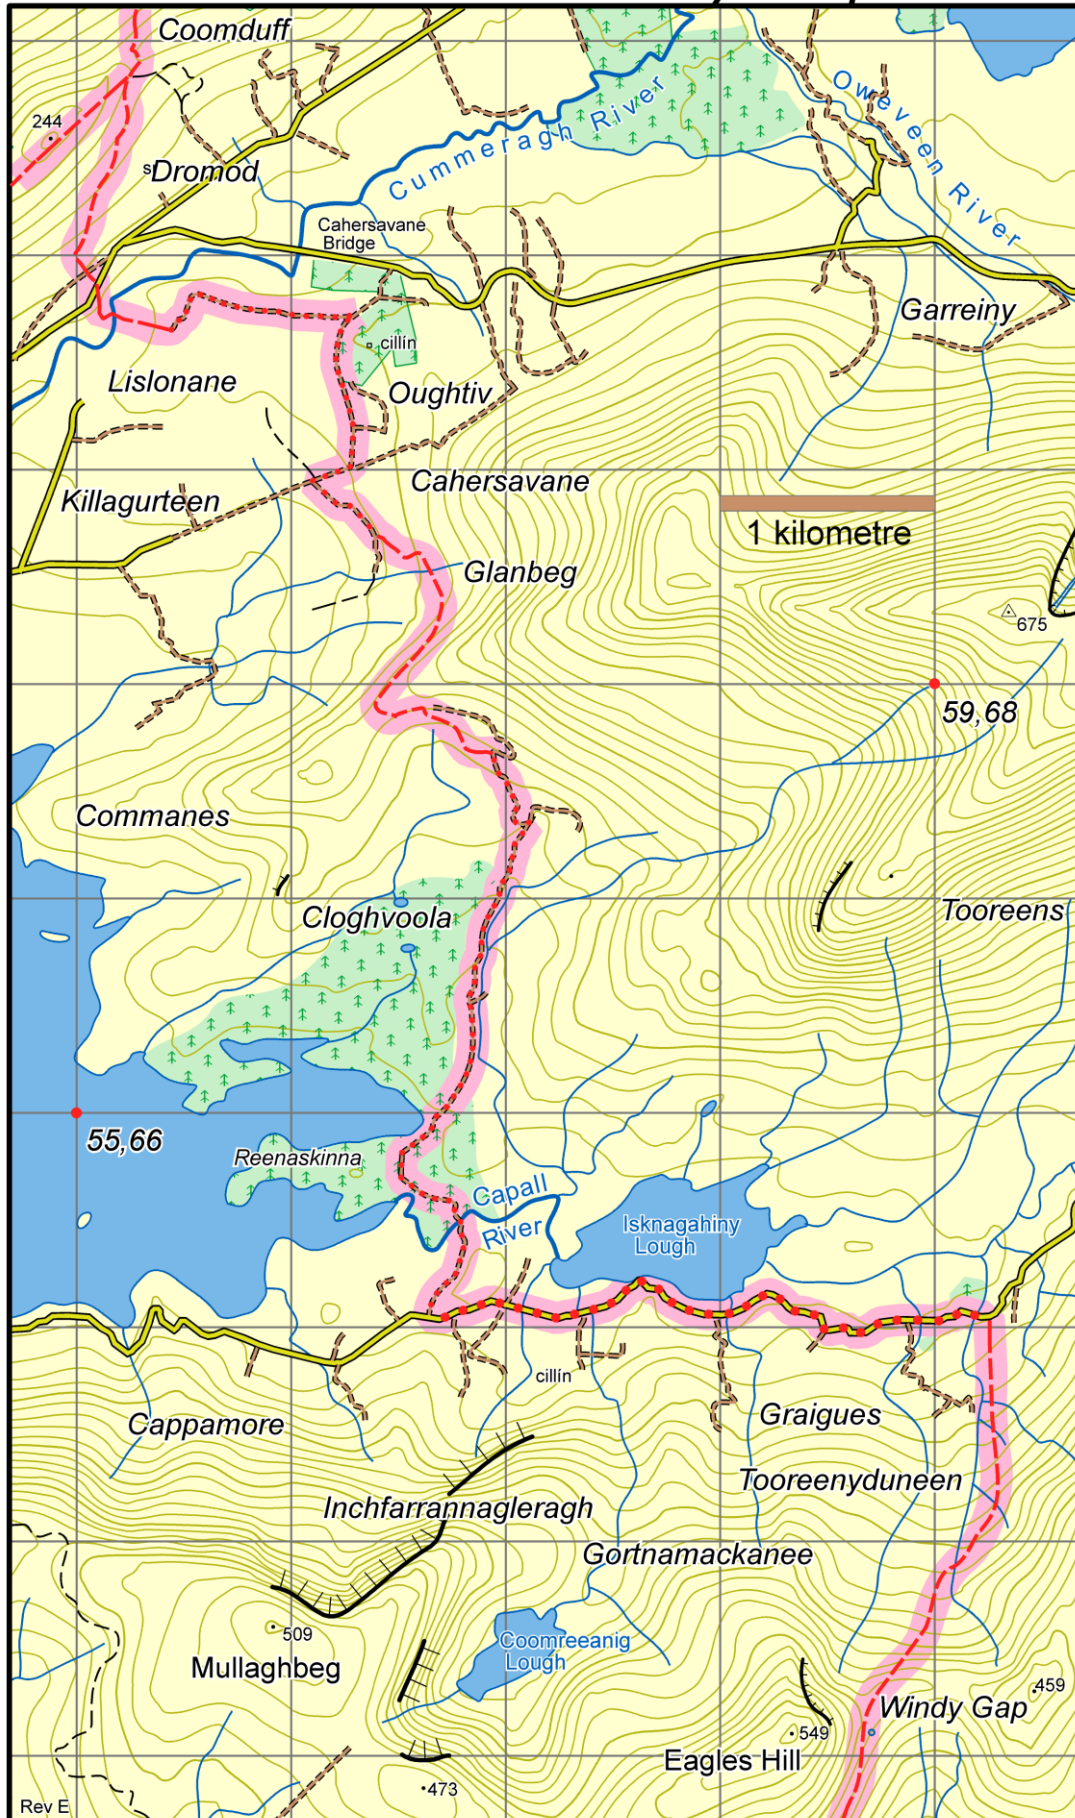 Coomduff
244
Oweveen River
Cummeragh River
Dromod
Cahersavane
Bridge
Garreiny
cillín
Lislonane
Oughtiv
Cahersavane
Killagurteen
1 kilometre
Glanbeg
675
59,68
Commanes
Tooreens
Cloghvoola
55,66
Reenaskinna
Capall
River
Isknagahiny
Lough
cillín
Cappamore
Graigues
Tooreenyduneen
Inchfarrannagleragh
Gortnamackanee
509
Coomreeanig
Lough
Mullaghbeg
459
Windy Gap
549
Eagles Hill
473
Rev E